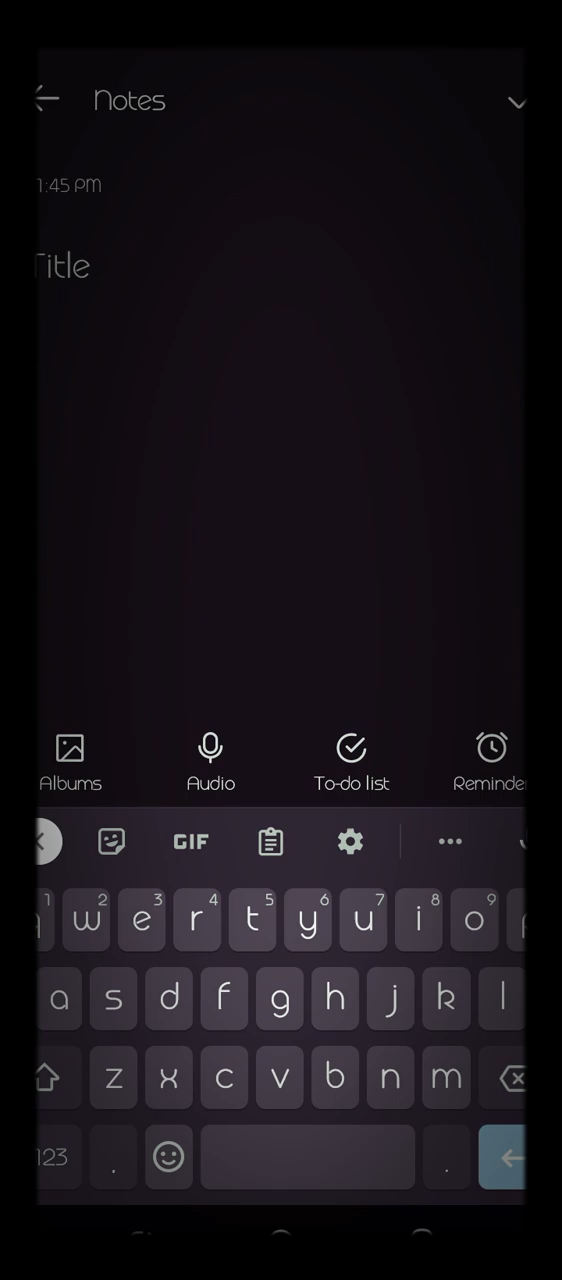 Notes
1:45 PM
Title
Albums Audio To-do list Reminde
GIF
1 2 3 4 5 6 7 8 9
w e r t y u i o
a s d f g h j k l
z x c v b n m
123 , .